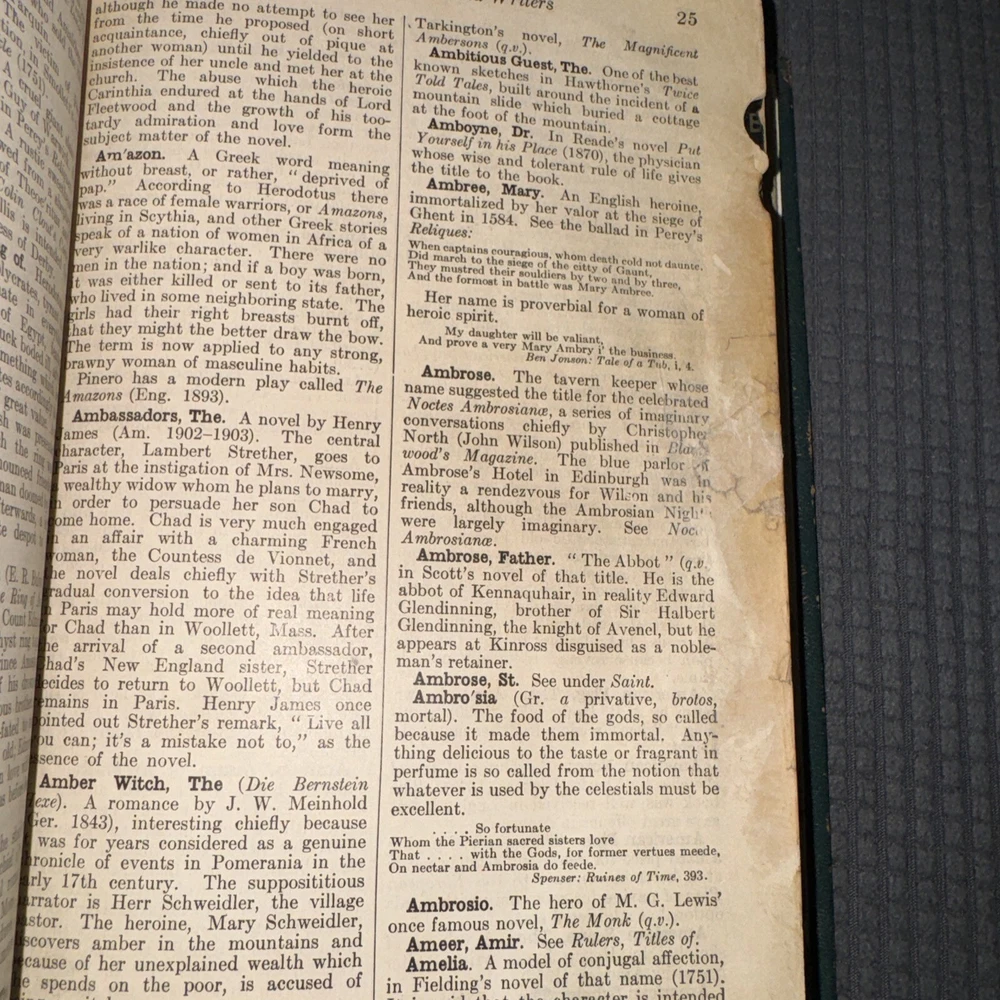 Writers
25
although he made no attempt to see her
from the time he proposed (on short
acquaintance, chiefly out of pique at
another woman) until he yielded to the
insistence of her uncle and met her at the
church. The abuse which the heroic
Carinthia endured at the hands of Lord
Fleetwood and the growth of his too-
tardy admiration and love form the
subject matter of the novel.
Am'azon. A Greek word meaning
without breast, or rather, “ deprived of
pap.” According to Herodotus there
was a race of female warriors, or Amazons,
living in Scythia, and other Greek stories
speak of a nation of women in Africa of a
very warlike character. There were no
men in the nation; and if a boy was born,
it was either killed or sent to its father,
who lived in some neighboring state. The
girls had their right breasts burnt off,
that they might the better draw the bow.
The term is now applied to any strong,
brawny woman of masculine habits.
Pinero has a modern play called The
Amazons (Eng. 1893).
Ambassadors, The. A novel by Henry
James (Am. 1902–1903). The central
character, Lambert Strether, goes to
Paris at the instigation of Mrs. Newsome,
wealthy widow whom he plans to marry,
in order to persuade her son Chad to
come home. Chad is very much engaged
in an affair with a charming French
woman, the Countess de Vionnet, and
the novel deals chiefly with Strether's
gradual conversion to the idea that life
in Paris may hold more of real meaning
for Chad than in Woollett, Mass. After
the arrival of a second ambassador,
Chad's New England sister, Strether
decides to return to Woollett, but Chad
remains in Paris. Henry James once
pointed out Strether's remark, “ Live all
you can; it's a mistake not to,” as the
essence of the novel.
Amber Witch, The (Die Bernstein
Hexe). A romance by J. W. Meinhold
(Ger. 1843), interesting chiefly because
was for years considered as a genuine
chronicle of events in Pomerania in the
early 17th century. The supposititious
narrator is Herr Schweidler, the village
pastor. The heroine, Mary Schweidler,
discovers amber in the mountains and
because of her unexplained wealth which
she spends on the poor, is accused of
Tarkington's novel, The Magnificent
Ambersons (q.v.).
Ambitious Guest, The. One of the best
known sketches in Hawthorne's Twice
Told Tales, built around the incident of a
mountain slide which buried a cottage
at the foot of the mountain.
Amboyne, Dr. In Reade's novel Put
Yourself in his Place (1870), the physician
whose wise and tolerant rule of life gives
the title to the book.
Ambree, Mary. An English heroine,
immortalized by her valor at the siege of
Ghent in 1584. See the ballad in Percy's
Reliques:
When captains courageous, whom death cold not daunte,
Did march to the siege of the citty of Gaunt,
They mustred their souldiers by two and by three,
And the formost in battle was Mary Ambree.
Her name is proverbial for a woman of
heroic spirit.
My daughter will be valiant,
And prove a very Mary Ambry i' the business.
Ben Jonson: Tale of a Tub, i, 4.
Ambrose. The tavern keeper whose
name suggested the title for the celebrated
Noctes Ambrosianæ, a series of imaginary
conversations chiefly by Christopher
North (John Wilson) published in Black-
wood's Magazine. The blue parlor of
Ambrose's Hotel in Edinburgh was in
reality a rendezvous for Wilson and his
friends, although the Ambrosian Nights
were largely imaginary. See Noctes
Ambrosianæ.
Ambrose, Father. “ The Abbot ” (q.v.
in Scott's novel of that title. He is the
abbot of Kennaquhair, in reality Edward
Glendinning, brother of Sir Halbert
Glendinning, the knight of Avenel, but he
appears at Kinross disguised as a noble-
man's retainer.
Ambrose, St. See under Saint.
Ambro'sia (Gr. a privative, brotos,
mortal). The food of the gods, so called
because it made them immortal. Any-
thing delicious to the taste or fragrant in
perfume is so called from the notion that
whatever is used by the celestials must be
excellent.
. . . . So fortunate
Whom the Pierian sacred sisters love
That . . . . with the Gods, for former vertues meede,
On nectar and Ambrosia do feede.
Spenser: Ruines of Time, 393.
Ambrosio. The hero of M. G. Lewis'
once famous novel, The Monk (q.v.).
Ameer, Amir. See Rulers, Titles of.
Amelia. A model of conjugal affection,
in Fielding's novel of that name (1751).
It is said that the character is intended